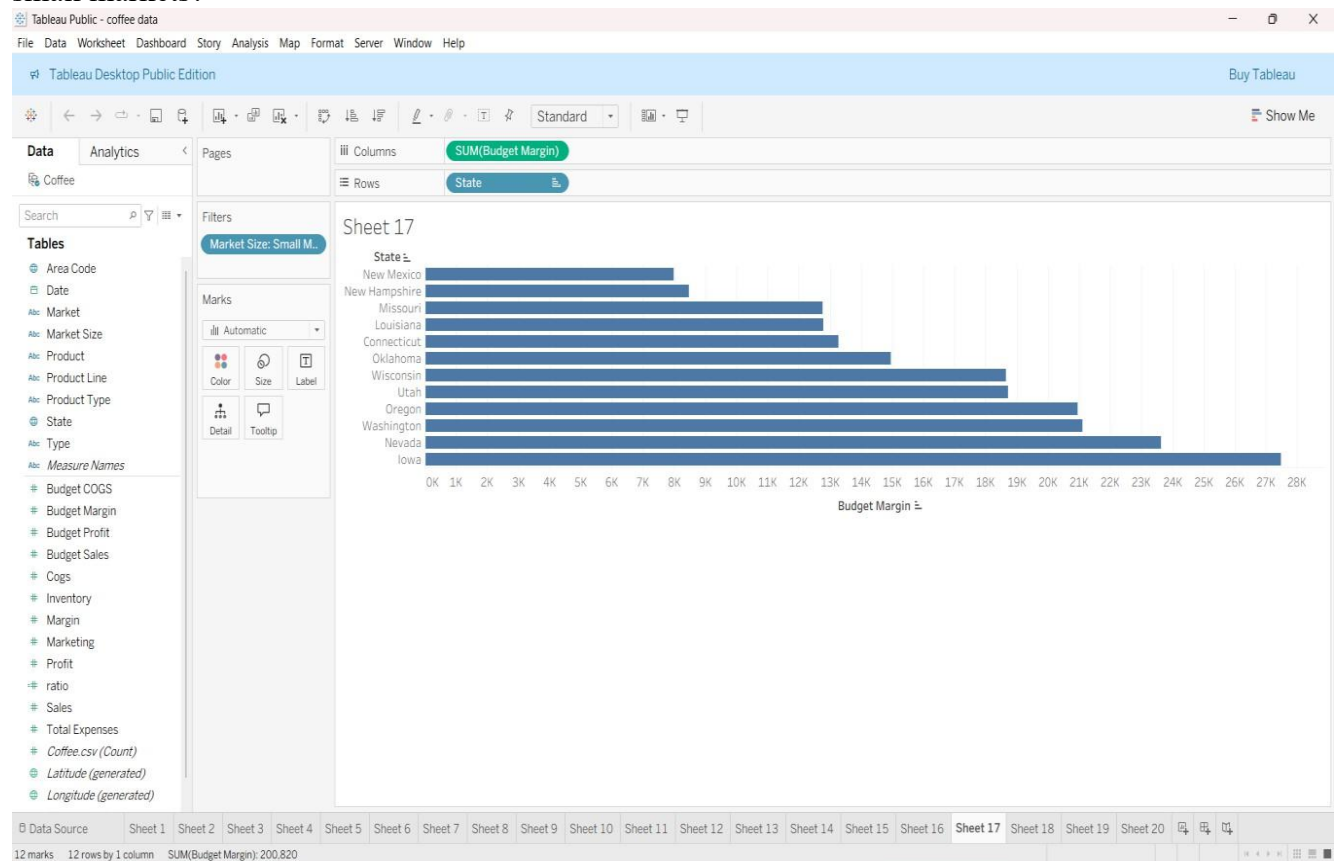 small markets?
Tableau Public - coffee data
File Data Worksheet Dashboard Story Analysis Map Format Server Window Help
Tableau Desktop Public Edition Buy Tableau
Standard Show Me
Data Analytics Pages Columns SUM(Budget Margin)
Coffee Rows State
Search Filters Sheet 17
Tables Market Size: Small M..
State
Area Code
Date
Abc Market
Abc Market Size
Abc Product
Abc Product Line
Abc Product Type
State
Abc Type
Abc Measure Names
# Budget COGS
# Budget Margin
# Budget Profit
# Budget Sales
# Cogs
# Inventory
# Margin
# Marketing
# Profit
=# ratio
# Sales
# Total Expenses
# Coffee.csv (Count)
Latitude (generated)
Longitude (generated)
Marks
Automatic
Color Size Label
Detail Tooltip
New Mexico
New Hampshire
Missouri
Louisiana
Connecticut
Oklahoma
Wisconsin
Utah
Oregon
Washington
Nevada
Iowa
0K 1K 2K 3K 4K 5K 6K 7K 8K 9K 10K 11K 12K 13K 14K 15K 16K 17K 18K 19K 20K 21K 22K 23K 24K 25K 26K 27K 28K
Budget Margin
Data Source Sheet 1 Sheet 2 Sheet 3 Sheet 4 Sheet 5 Sheet 6 Sheet 7 Sheet 8 Sheet 9 Sheet 10 Sheet 11 Sheet 12 Sheet 13 Sheet 14 Sheet 15 Sheet 16 Sheet 17 Sheet 18 Sheet 19 Sheet 20
12 marks 12 rows by 1 column SUM(Budget Margin): 200,820